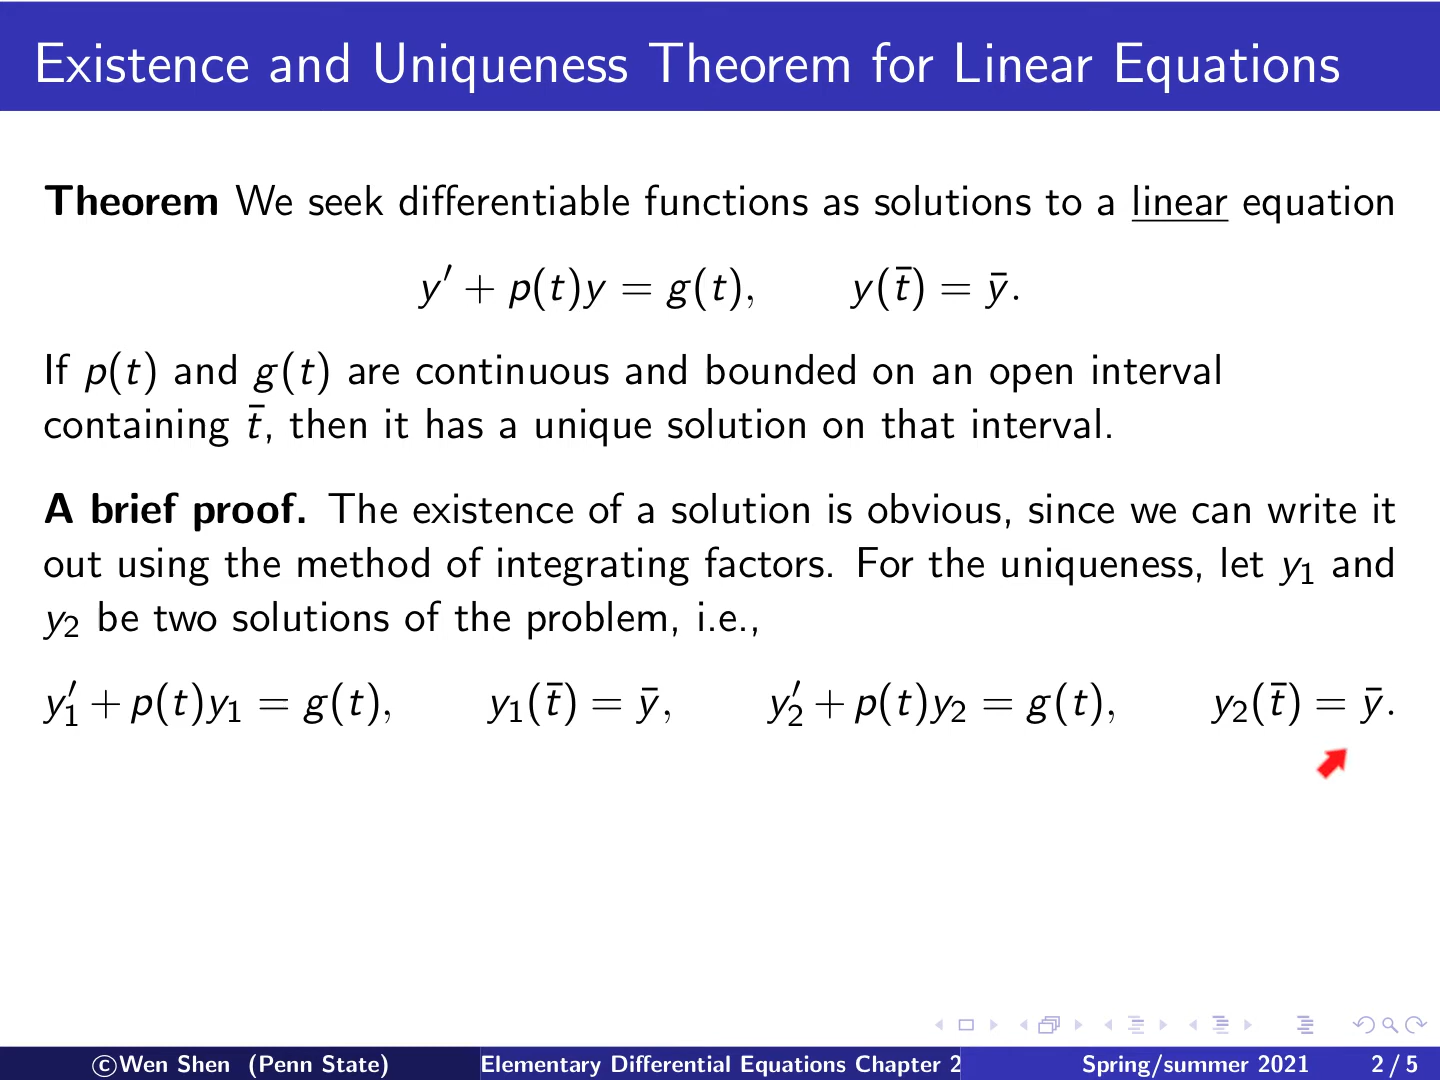 Existence and Uniqueness Theorem for Linear Equations
Theorem We seek differentiable functions as solutions to a linear equation
y′ + p(t)y = g(t), y(t̄) = ȳ.
If p(t) and g(t) are continuous and bounded on an open interval
containing t̄, then it has a unique solution on that interval.
A brief proof. The existence of a solution is obvious, since we can write it
out using the method of integrating factors. For the uniqueness, let y₁ and
y₂ be two solutions of the problem, i.e.,
y₁′ + p(t)y₁ = g(t), y₁(t̄) = ȳ, y₂′ + p(t)y₂ = g(t), y₂(t̄) = ȳ.
©Wen Shen (Penn State) Elementary Differential Equations Chapter 2 Spring/summer 2021 2 / 5